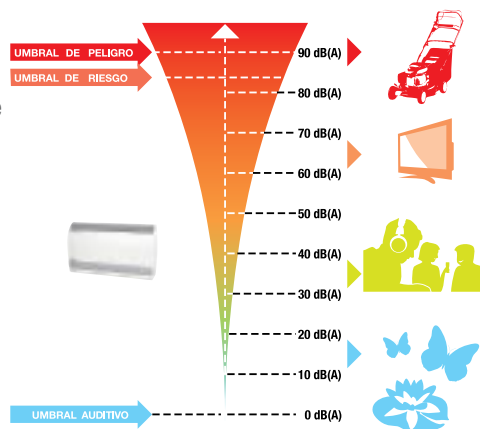 UMBRAL DE PELIGRO
90 dB(A)
UMBRAL DE RIESGO
80 dB(A)
e
70 dB(A)
60 dB(A)
50 dB(A)
40 dB(A)
30 dB(A)
20 dB(A)
10 dB(A)
UMBRAL AUDITIVO
0 dB(A)